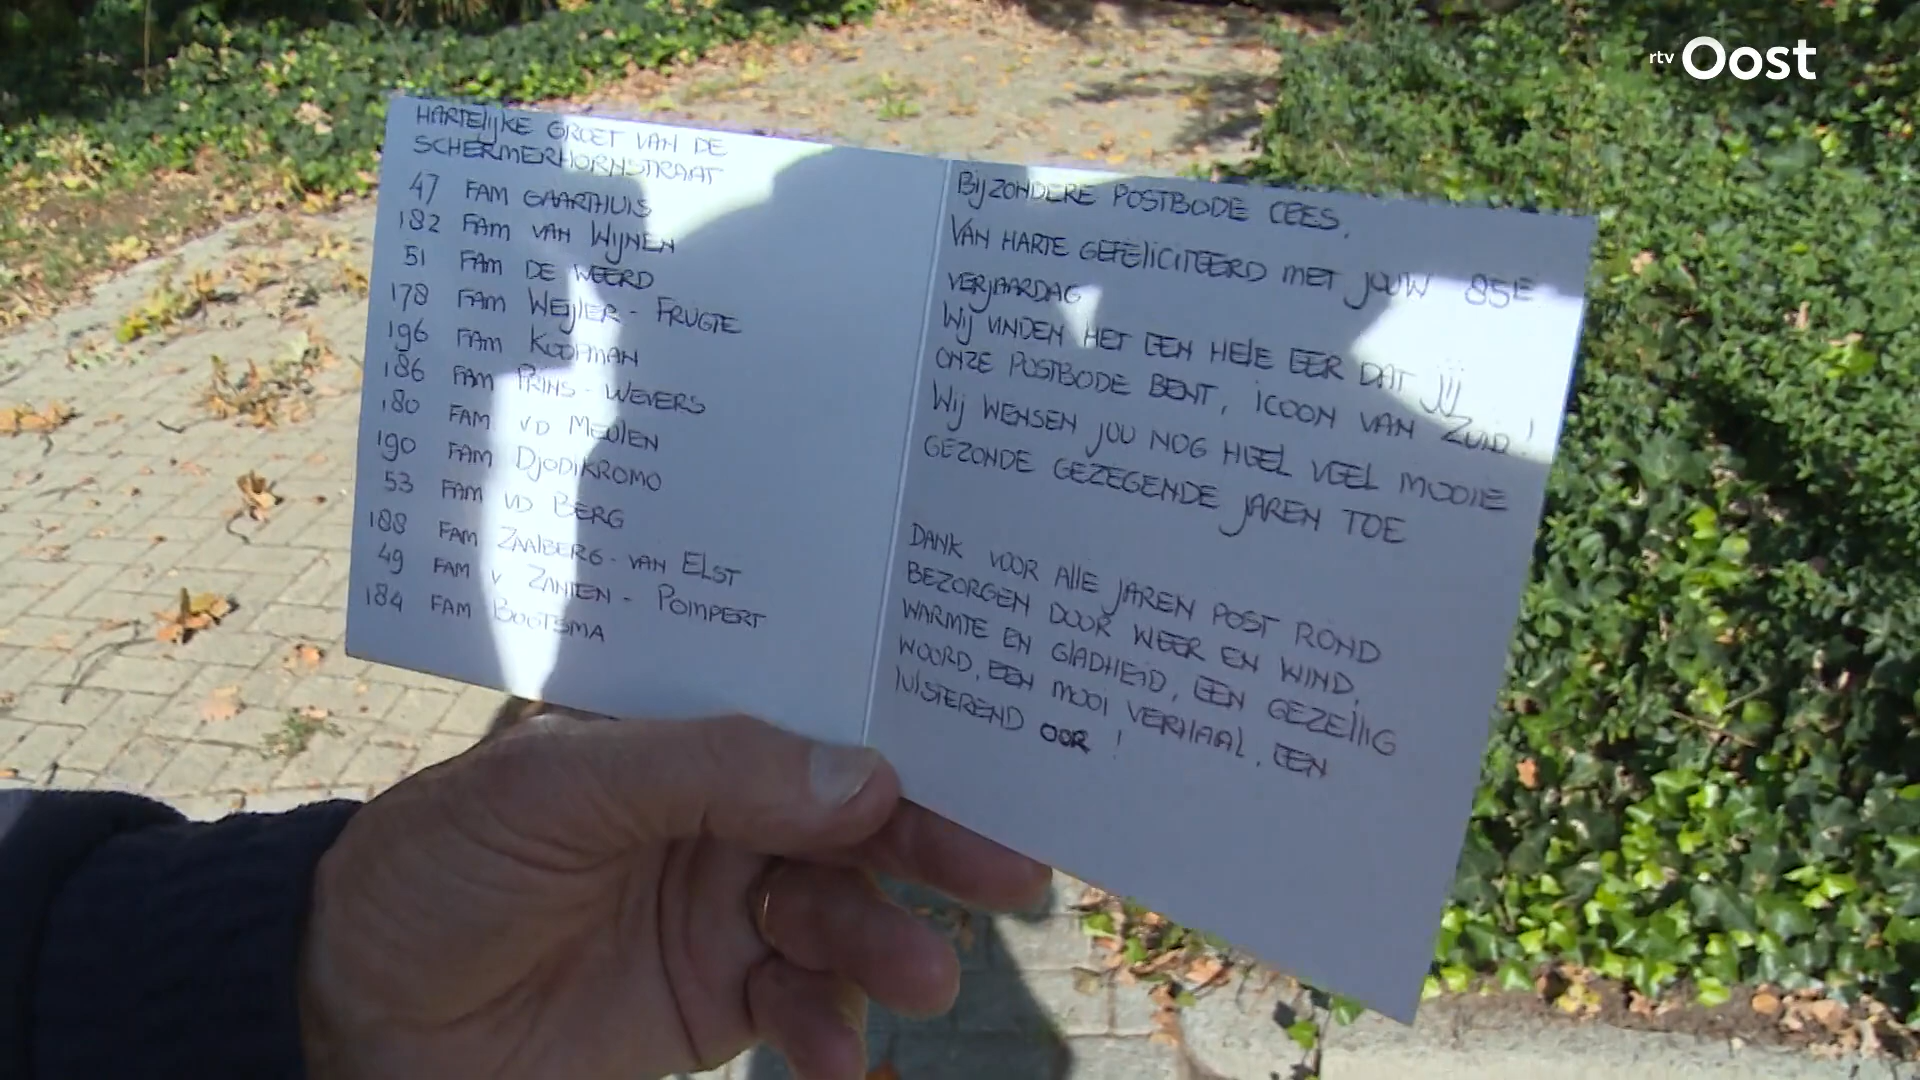 rtv Oost
HARTELIJKE GROET VAN DE
SCHERMERHORNSTRAAT
47 FAM GAARTHUIS
182 FAM VAN WIJNEN
51 FAM DE WEERD
178 FAM WEIJLER - FRUGTE
196 FAM KOOPMAN
186 FAM PRINS - WEVERS
180 FAM VD MEULEN
190 FAM DJODIKROMO
53 FAM VD BERG
188 FAM ZAALBERG - VAN ELST
49 FAM V. ZANTEN - POMPERT
184 FAM BOOTSMA
BIJZONDERE POSTBODE CEES,
VAN HARTE GEFELICITEERD MET JOUW 85E
VERJAARDAG
WIJ VINDEN HET EEN HELE EER DAT JIJ
ONZE POSTBODE BENT, ICOON VAN ZUID!
WIJ WENSEN JOU NOG HEEL VEEL MOOIE
GEZONDE GEZEGENDE JAREN TOE
DANK VOOR ALLE JAREN POST ROND
BEZORGEN DOOR WEER EN WIND,
WARMTE EN GLADHEID, EEN GEZELLIG
WOORD, EEN MOOI VERHAAL, EEN
LUISTEREND OOR!